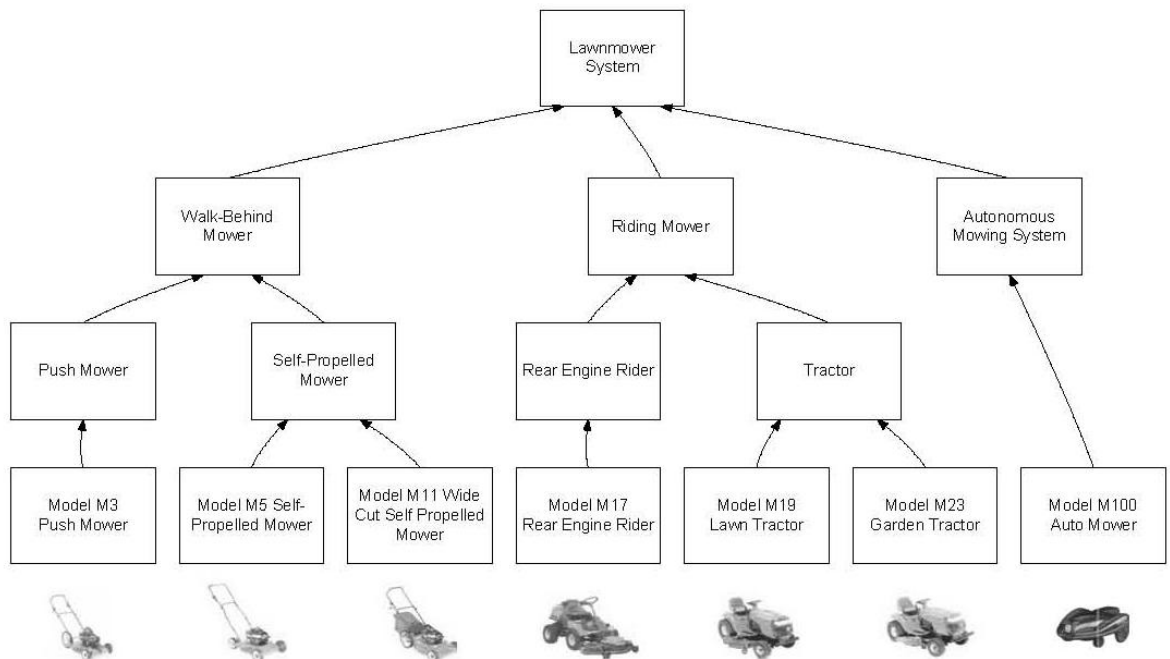 Lawnmower
System
Walk-Behind
Mower
Riding Mower
Autonomous
Mowing System
Push Mower
Self-Propelled
Mower
Rear Engine Rider
Tractor
Model M3
Push Mower
Model M5 Self-
Propelled Mower
Model M11 Wide
Cut Self Propelled
Mower
Model M17
Rear Engine Rider
Model M19
Lawn Tractor
Model M23
Garden Tractor
Model M100
Auto Mower